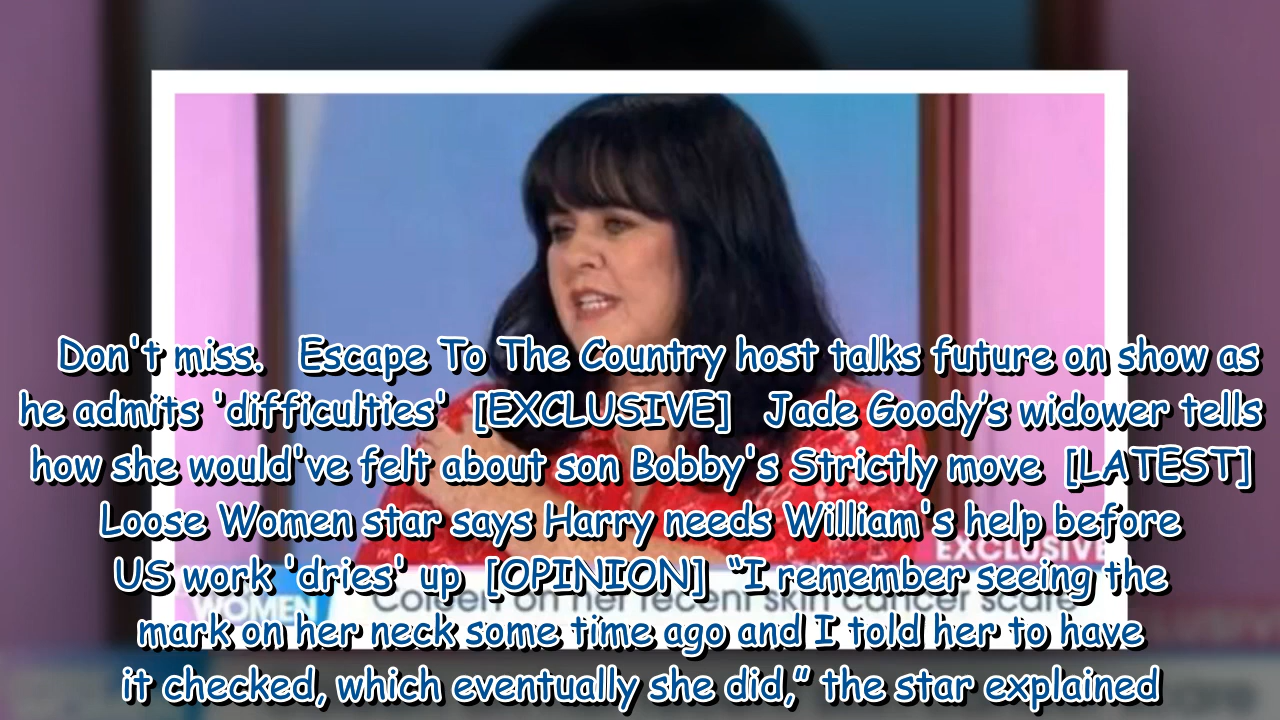 Don't miss. Escape To The Country host talks future on show as
he admits 'difficulties' [EXCLUSIVE] Jade Goody’s widower tells
how she would've felt about son Bobby's Strictly move [LATEST]
Loose Women star says Harry needs William's help before
EXCLUSIVE
US work 'dries' up [OPINION] “I remember seeing the
WOMEN
Coleen on her recent skin cancer scare
mark on her neck some time ago and I told her to have
it checked, which eventually she did,” the star explained